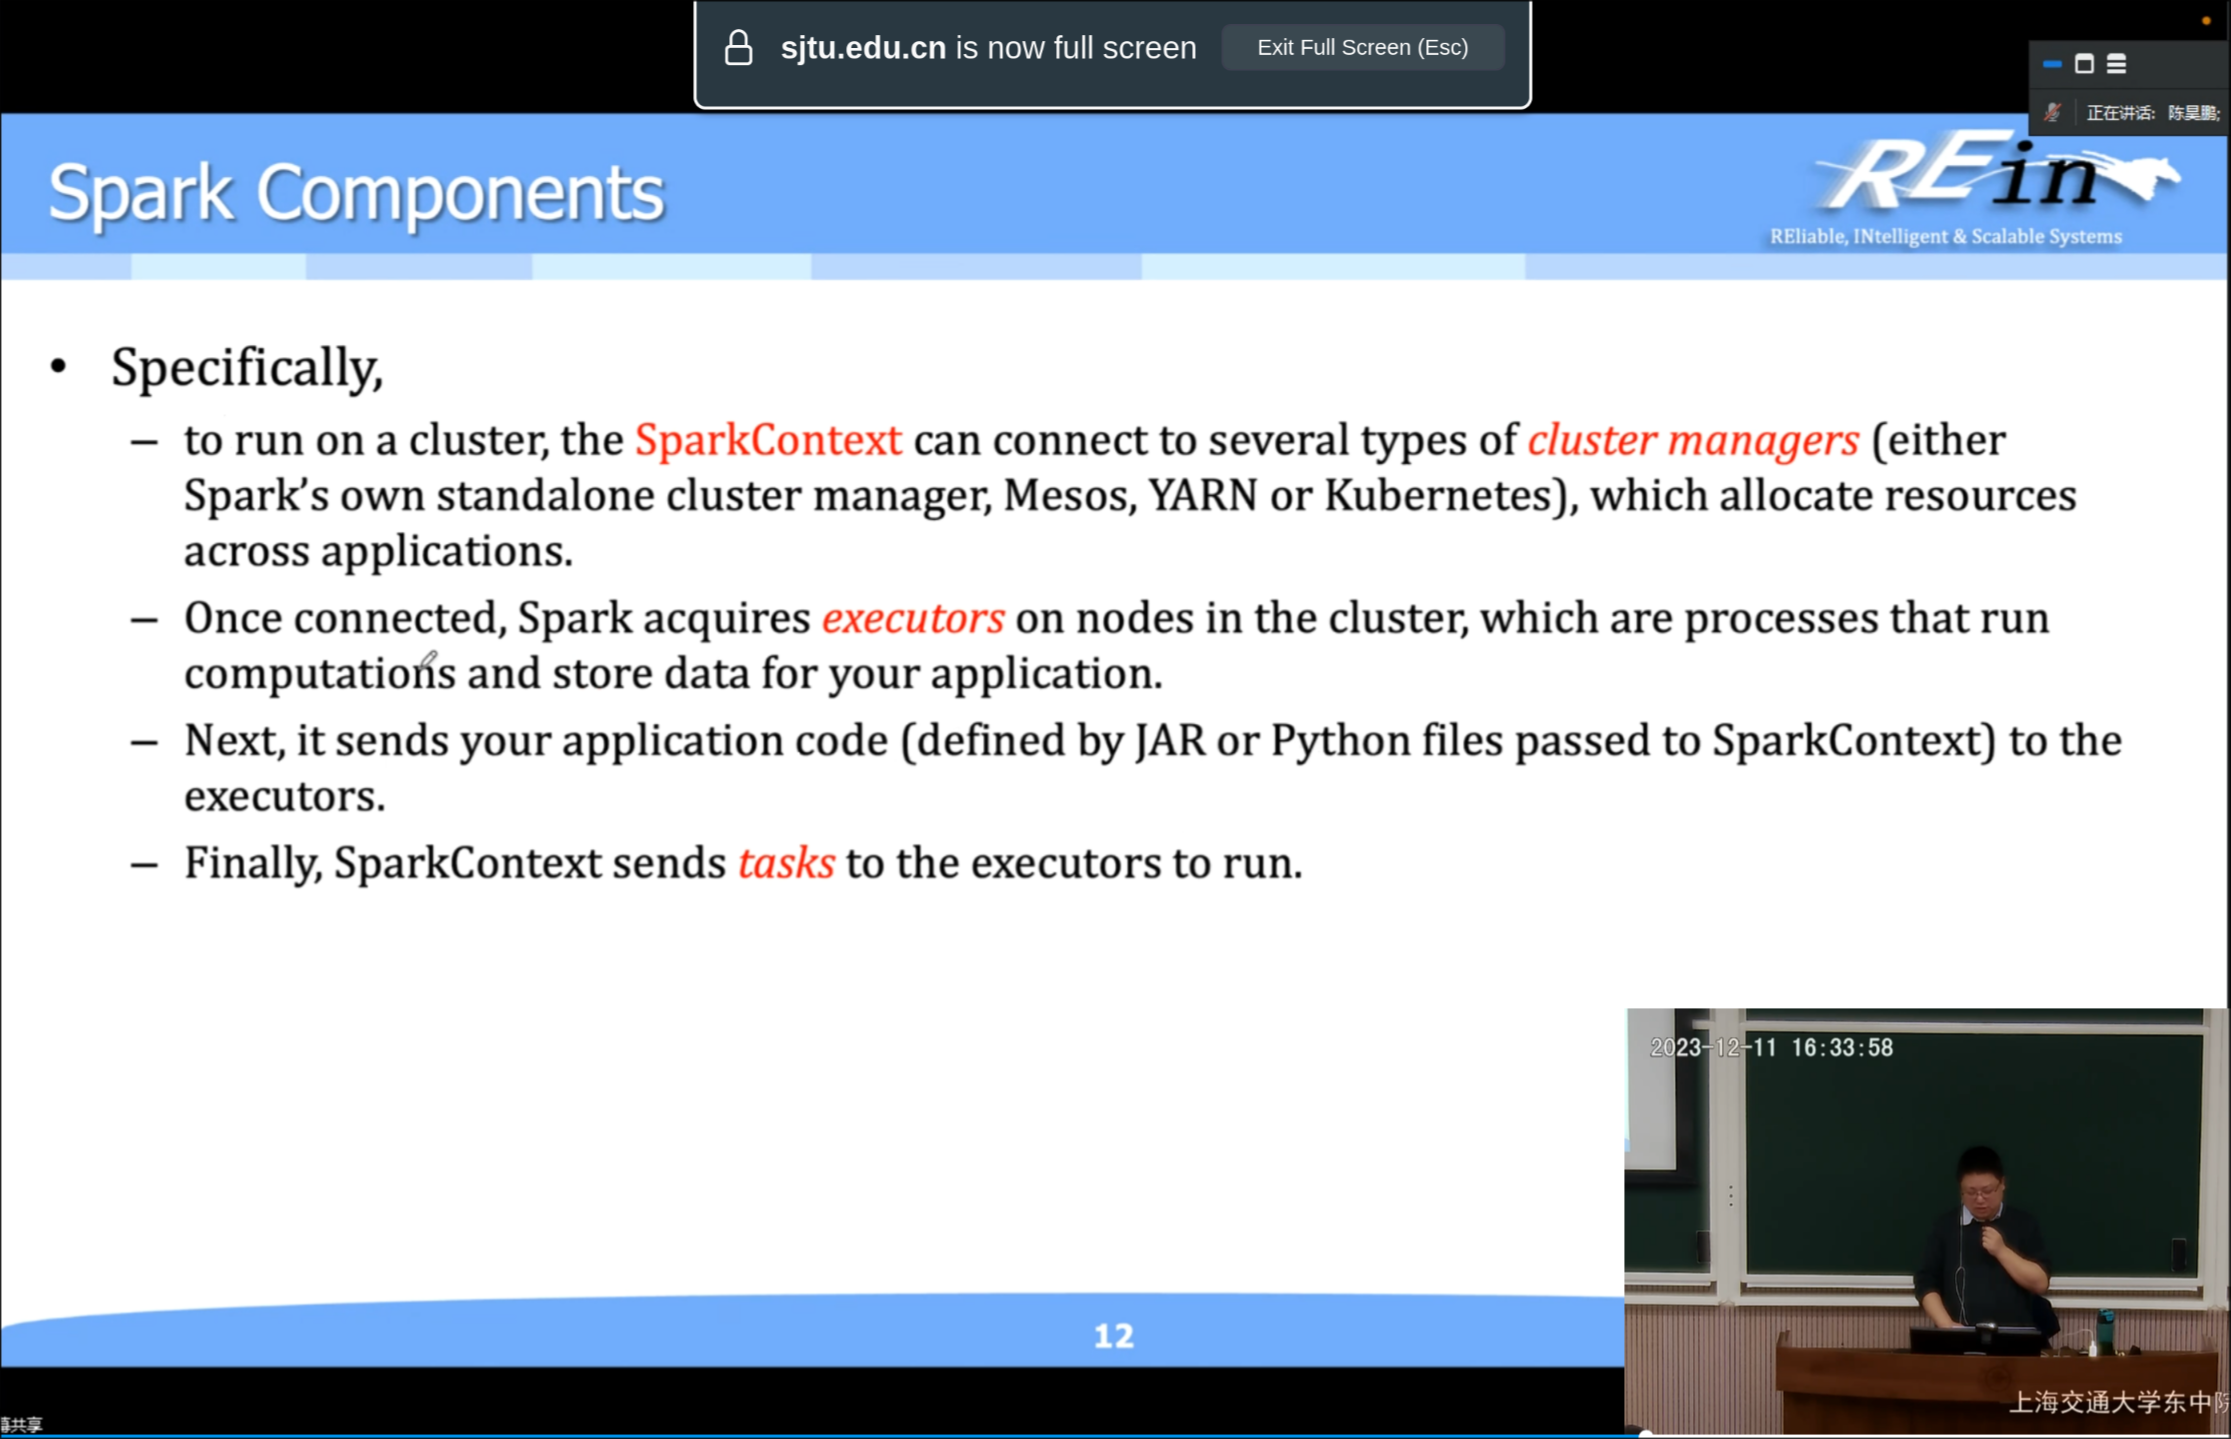 sjtu.edu.cn is now full screen
Exit Full Screen (Esc)
正在讲话: 陈昊鹏;
Spark Components
REin
REliable, INtelligent & Scalable Systems
• Specifically,
– to run on a cluster, the SparkContext can connect to several types of cluster managers (either
Spark’s own standalone cluster manager, Mesos, YARN or Kubernetes), which allocate resources
across applications.
– Once connected, Spark acquires executors on nodes in the cluster, which are processes that run
computations and store data for your application.
– Next, it sends your application code (defined by JAR or Python files passed to SparkContext) to the
executors.
– Finally, SparkContext sends tasks to the executors to run.
2023-12-11 16:33:58
12
上海交通大学东中院
幕共享